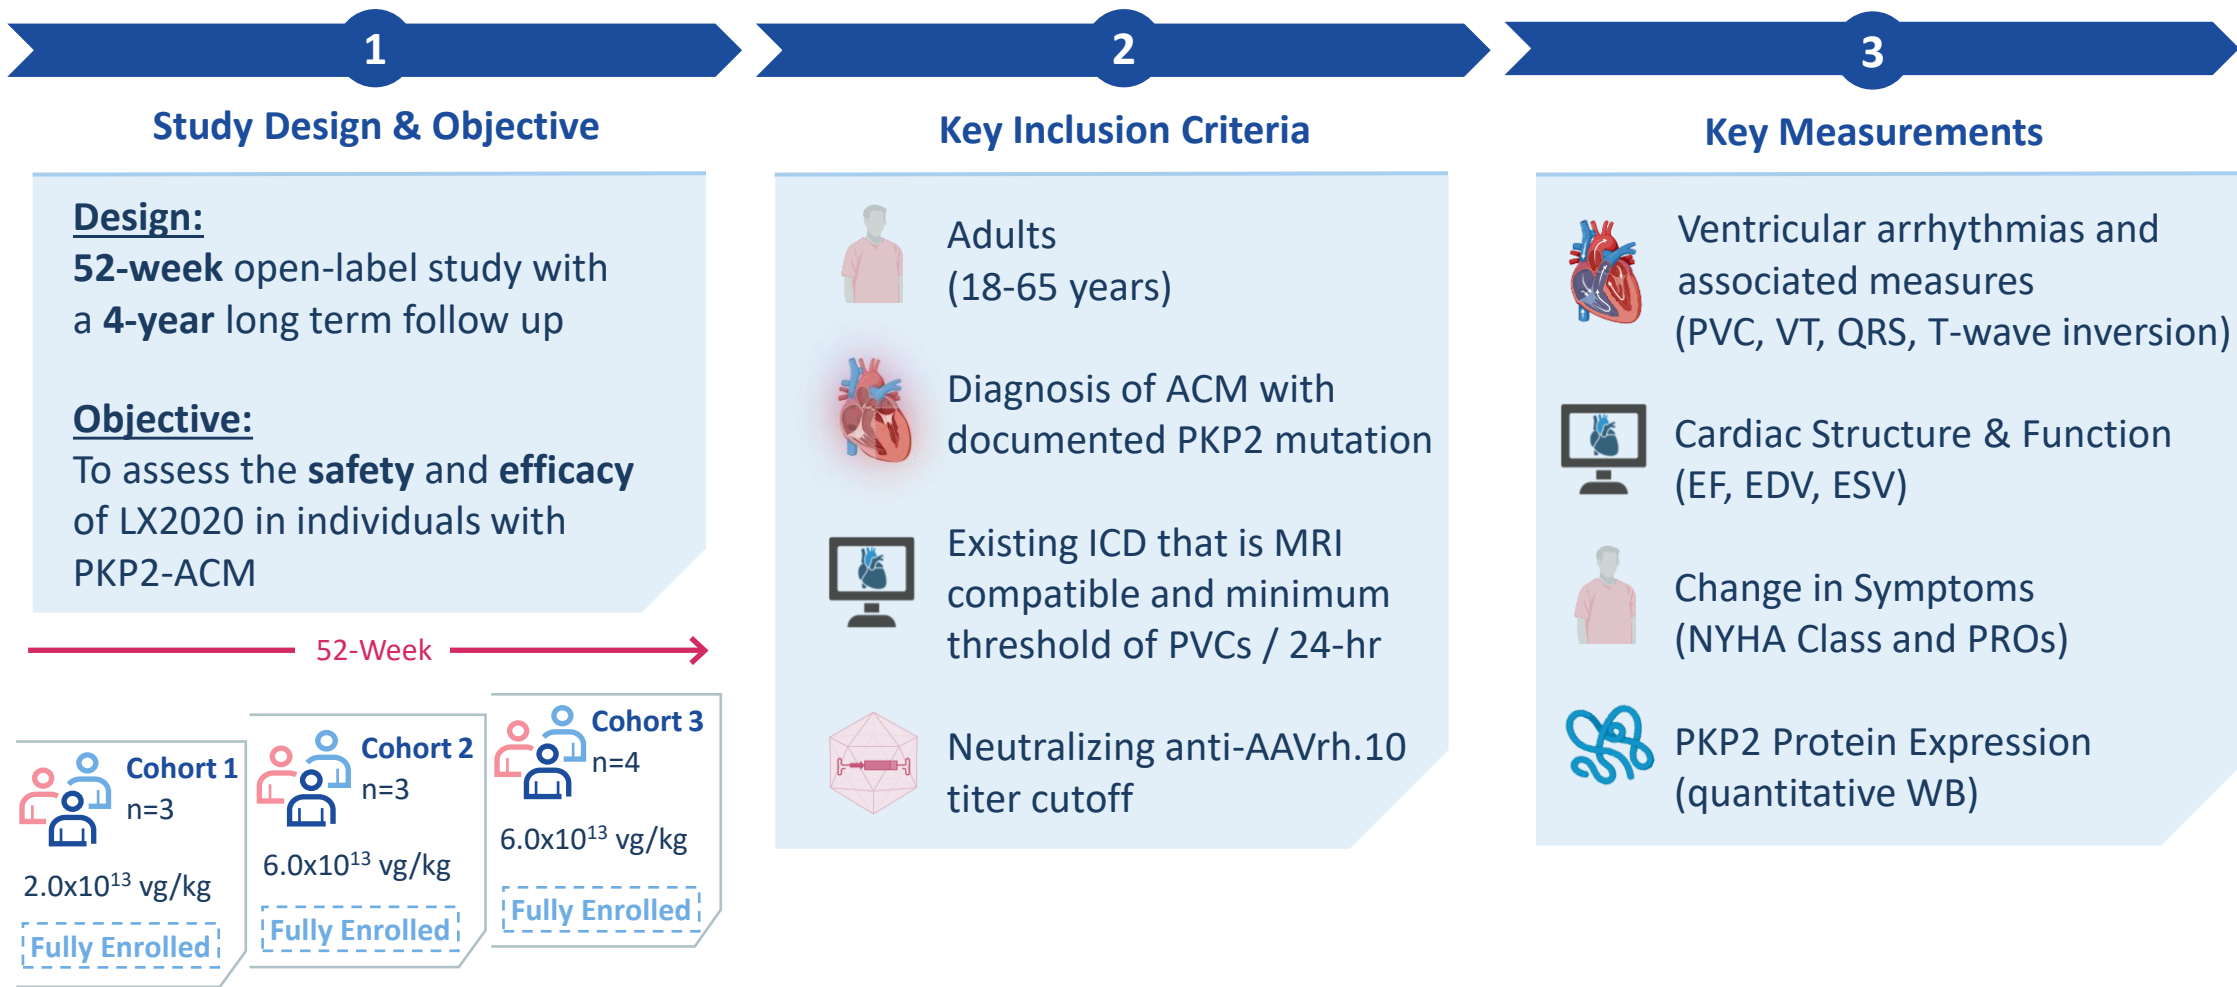 1
Study Design & Objective
Design:
52-week open-label study with
a 4-year long term follow up
Objective:
To assess the safety and efficacy
of LX2020 in individuals with
PKP2-ACM
52-Week
Cohort 1
n=3
2.0x10¹³ vg/kg
Fully Enrolled
Cohort 2
n=3
6.0x10¹³ vg/kg
Fully Enrolled
Cohort 3
n=4
6.0x10¹³ vg/kg
Fully Enrolled
2
Key Inclusion Criteria
Adults
(18-65 years)
Diagnosis of ACM with
documented PKP2 mutation
Existing ICD that is MRI
compatible and minimum
threshold of PVCs / 24-hr
Neutralizing anti-AAVrh.10
titer cutoff
3
Key Measurements
Ventricular arrhythmias and
associated measures
(PVC, VT, QRS, T-wave inversion)
Cardiac Structure & Function
(EF, EDV, ESV)
Change in Symptoms
(NYHA Class and PROs)
PKP2 Protein Expression
(quantitative WB)